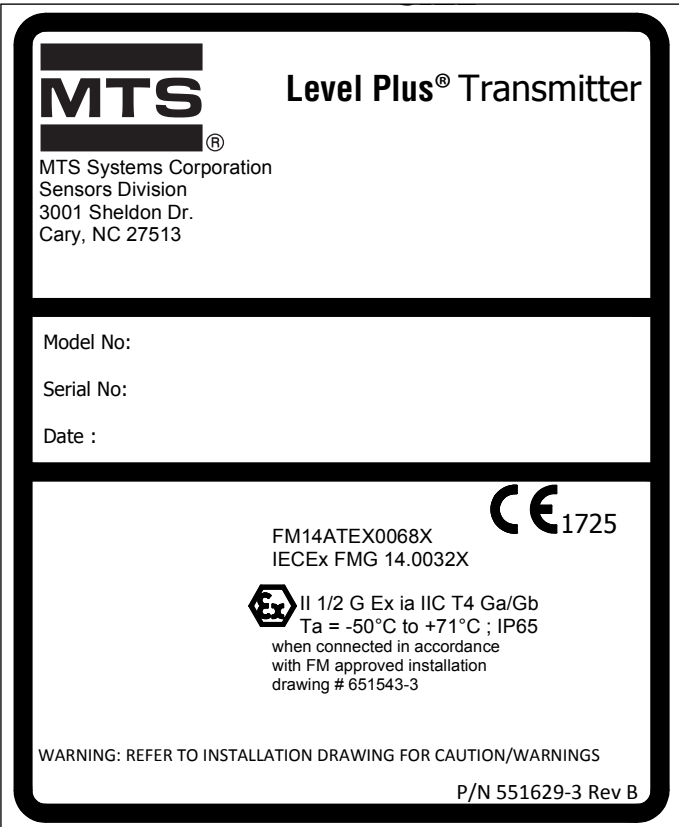 MTS
®
Level Plus® Transmitter
MTS Systems Corporation
Sensors Division
3001 Sheldon Dr.
Cary, NC 27513
Model No:
Serial No:
Date :
CE 1725
FM14ATEX0068X
IECEx FMG 14.0032X
Ex II 1/2 G Ex ia IIC T4 Ga/Gb
Ta = -50°C to +71°C ; IP65
when connected in accordance
with FM approved installation
drawing # 651543-3
WARNING: REFER TO INSTALLATION DRAWING FOR CAUTION/WARNINGS
P/N 551629-3 Rev B